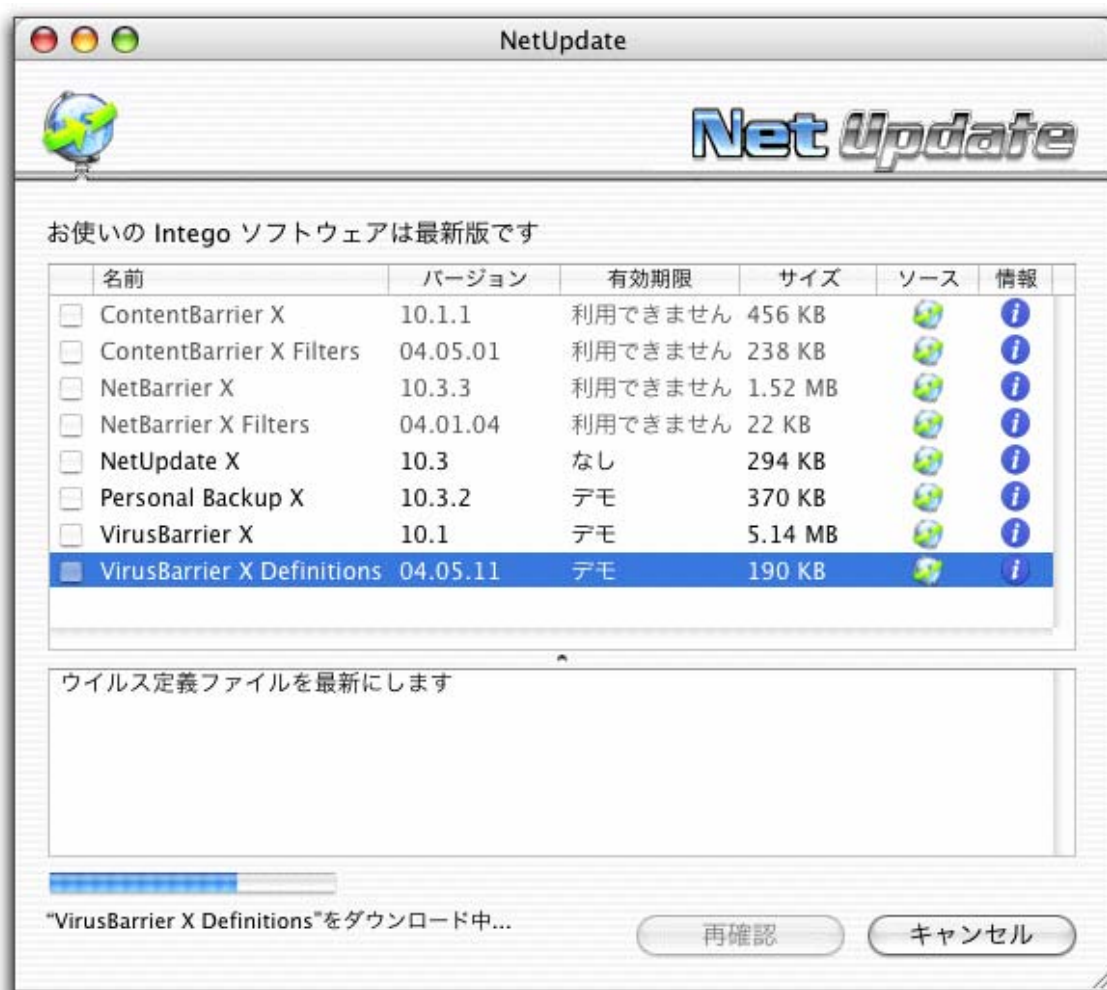 NetUpdate
Net Update
お使いの Intego ソフトウェアは最新版です
名前 バージョン 有効期限 サイズ ソース 情報
ContentBarrier X 10.1.1 利用できません 456 KB
ContentBarrier X Filters 04.05.01 利用できません 238 KB
NetBarrier X 10.3.3 利用できません 1.52 MB
NetBarrier X Filters 04.01.04 利用できません 22 KB
NetUpdate X 10.3 なし 294 KB
Personal Backup X 10.3.2 デモ 370 KB
VirusBarrier X 10.1 デモ 5.14 MB
VirusBarrier X Definitions 04.05.11 デモ 190 KB
ウイルス定義ファイルを最新にします
“VirusBarrier X Definitions”をダウンロード中...
再確認 キャンセル